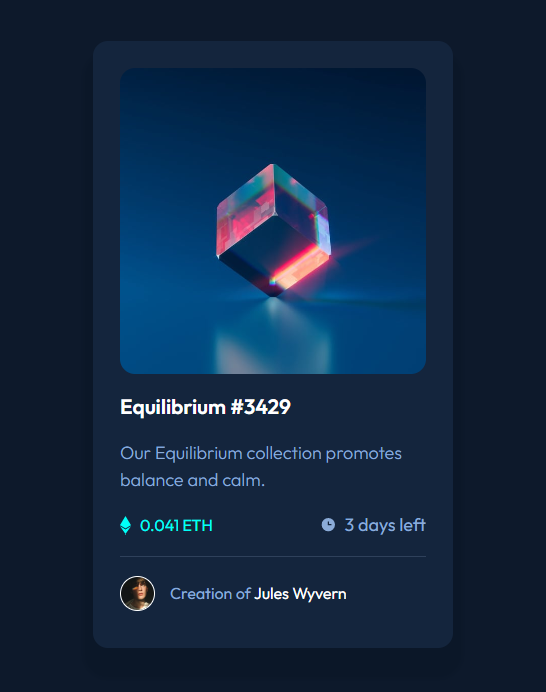 Equilibrium #3429
Our Equilibrium collection promotes
balance and calm.
0.041 ETH
3 days left
Creation of Jules Wyvern